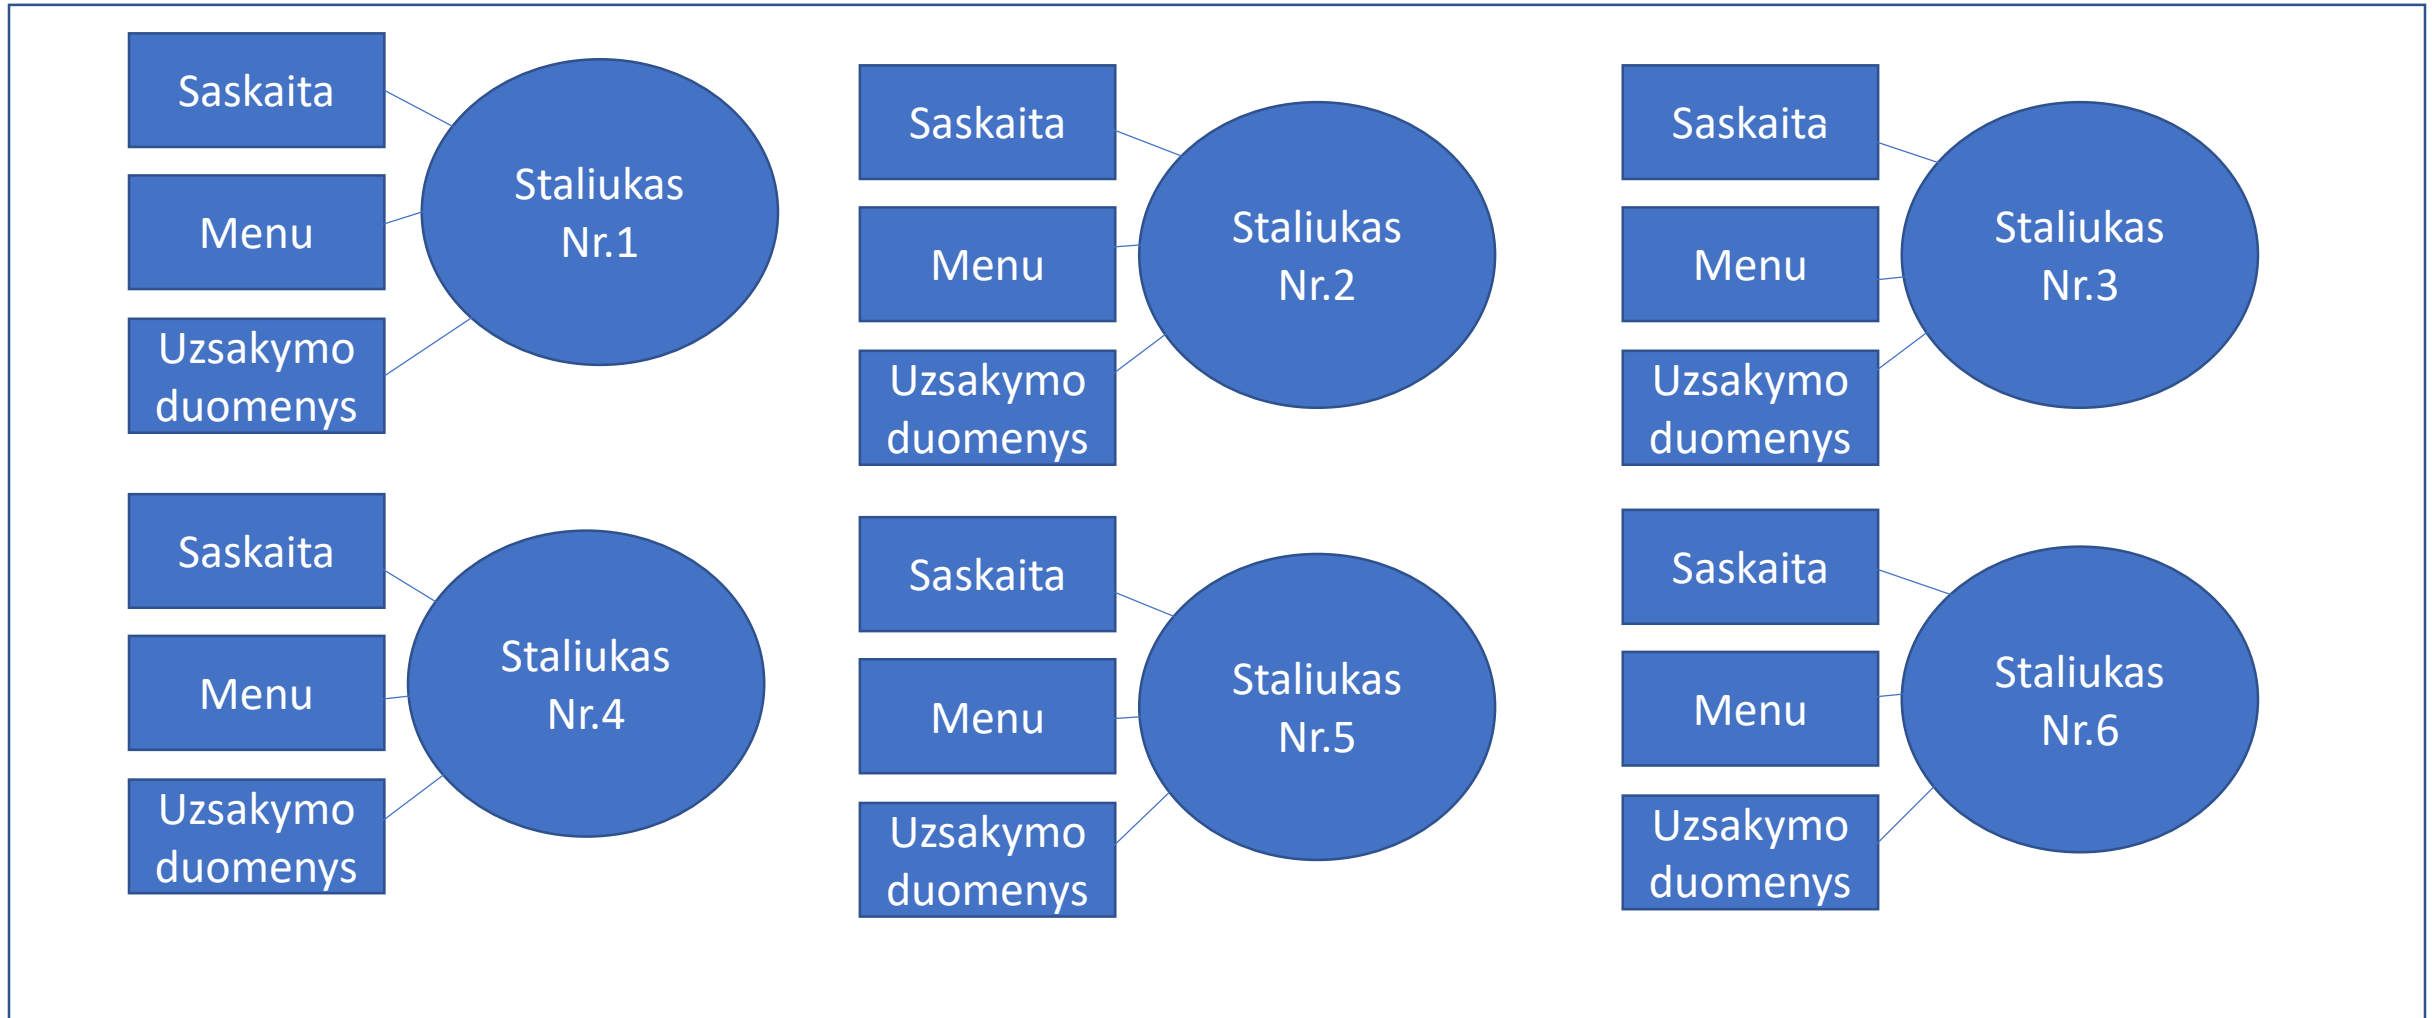 Saskaita
Menu
Uzsakymo
duomenys
Staliukas
Nr.1
Saskaita
Menu
Uzsakymo
duomenys
Staliukas
Nr.2
Saskaita
Menu
Uzsakymo
duomenys
Staliukas
Nr.3
Saskaita
Menu
Uzsakymo
duomenys
Staliukas
Nr.4
Saskaita
Menu
Uzsakymo
duomenys
Staliukas
Nr.5
Saskaita
Menu
Uzsakymo
duomenys
Staliukas
Nr.6